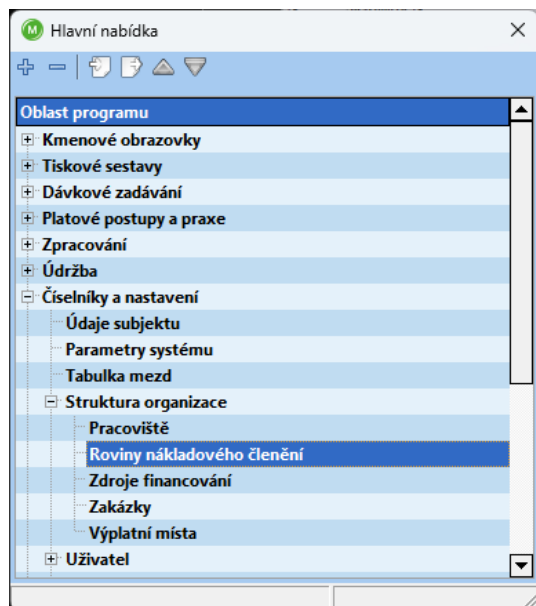 M Hlavní nabídka
Oblast programu
Kmenové obrazovky
Tiskové sestavy
Dávkové zadávání
Platové postupy a praxe
Zpracování
Údržba
Číselníky a nastavení
Údaje subjektu
Parametry systému
Tabulka mezd
Struktura organizace
Pracoviště
Roviny nákladového členění
Zdroje financování
Zakázky
Výplatní místa
Uživatel